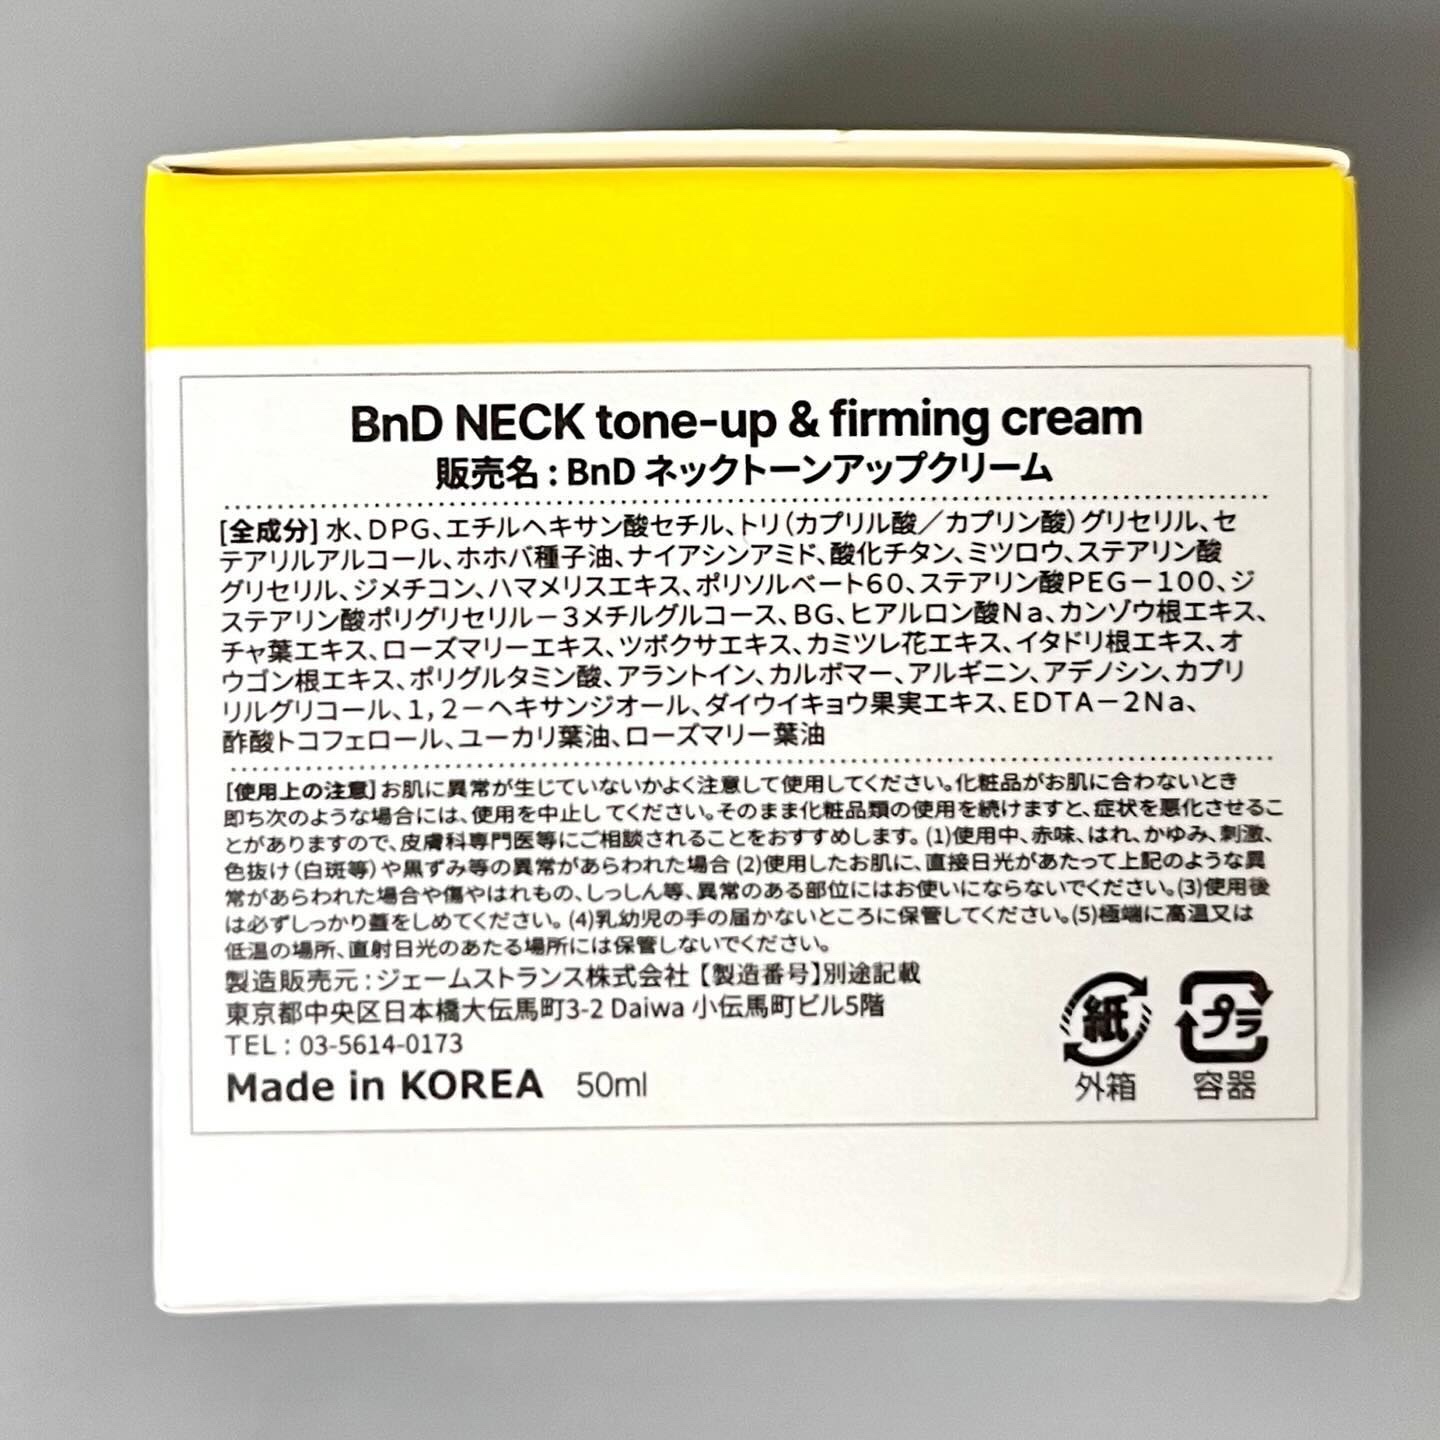 BnD NECK tone-up & firming cream
販売名：BnD ネックトーンアップクリーム
[全成分] 水、DPG、エチルヘキサン酸セチル、トリ（カプリル酸／カプリン酸）グリセリル、セ
テアリルアルコール、ホホバ種子油、ナイアシンアミド、酸化チタン、ミツロウ、ステアリン酸
グリセリル、ジメチコン、ハマメリスエキス、ポリソルベート60、ステアリン酸PEG－100、ジ
ステアリン酸ポリグリセリル－3メチルグルコース、BG、ヒアルロン酸Na、カンゾウ根エキス、
チャ葉エキス、ローズマリーエキス、ツボクサエキス、カミツレ花エキス、イタドリ根エキス、オ
ウゴン根エキス、ポリグルタミン酸、アラントイン、カルボマー、アルギニン、アデノシン、カプリ
リルグリコール、1，2－ヘキサンジオール、ダイウイキョウ果実エキス、EDTA－2Na、
酢酸トコフェロール、ユーカリ葉油、ローズマリー葉油
[使用上の注意] お肌に異常が生じていないかよく注意して使用してください。化粧品がお肌に合わないとき
即ち次のような場合には、使用を中止してください。そのまま化粧品類の使用を続けますと、症状を悪化させるこ
とがありますので、皮膚科専門医等にご相談されることをおすすめします。(1)使用中、赤味、はれ、かゆみ、刺激、
色抜け（白斑等）や黒ずみ等の異常があらわれた場合 (2)使用したお肌に、直接日光があたって上記のような異
常があらわれた場合や傷やはれもの、しっしん等、異常のある部位にはお使いにならないでください。(3)使用後
は必ずしっかり蓋をしめてください。(4)乳幼児の手の届かないところに保管してください。(5)極端に高温又は
低温の場所、直射日光のあたる場所には保管しないでください。
製造販売元：ジェームストランス株式会社【製造番号】別途記載
東京都中央区日本橋大伝馬町3-2 Daiwa 小伝馬町ビル5階
TEL：03-5614-0173
Made in KOREA 50ml
紙 プラ
外箱 容器